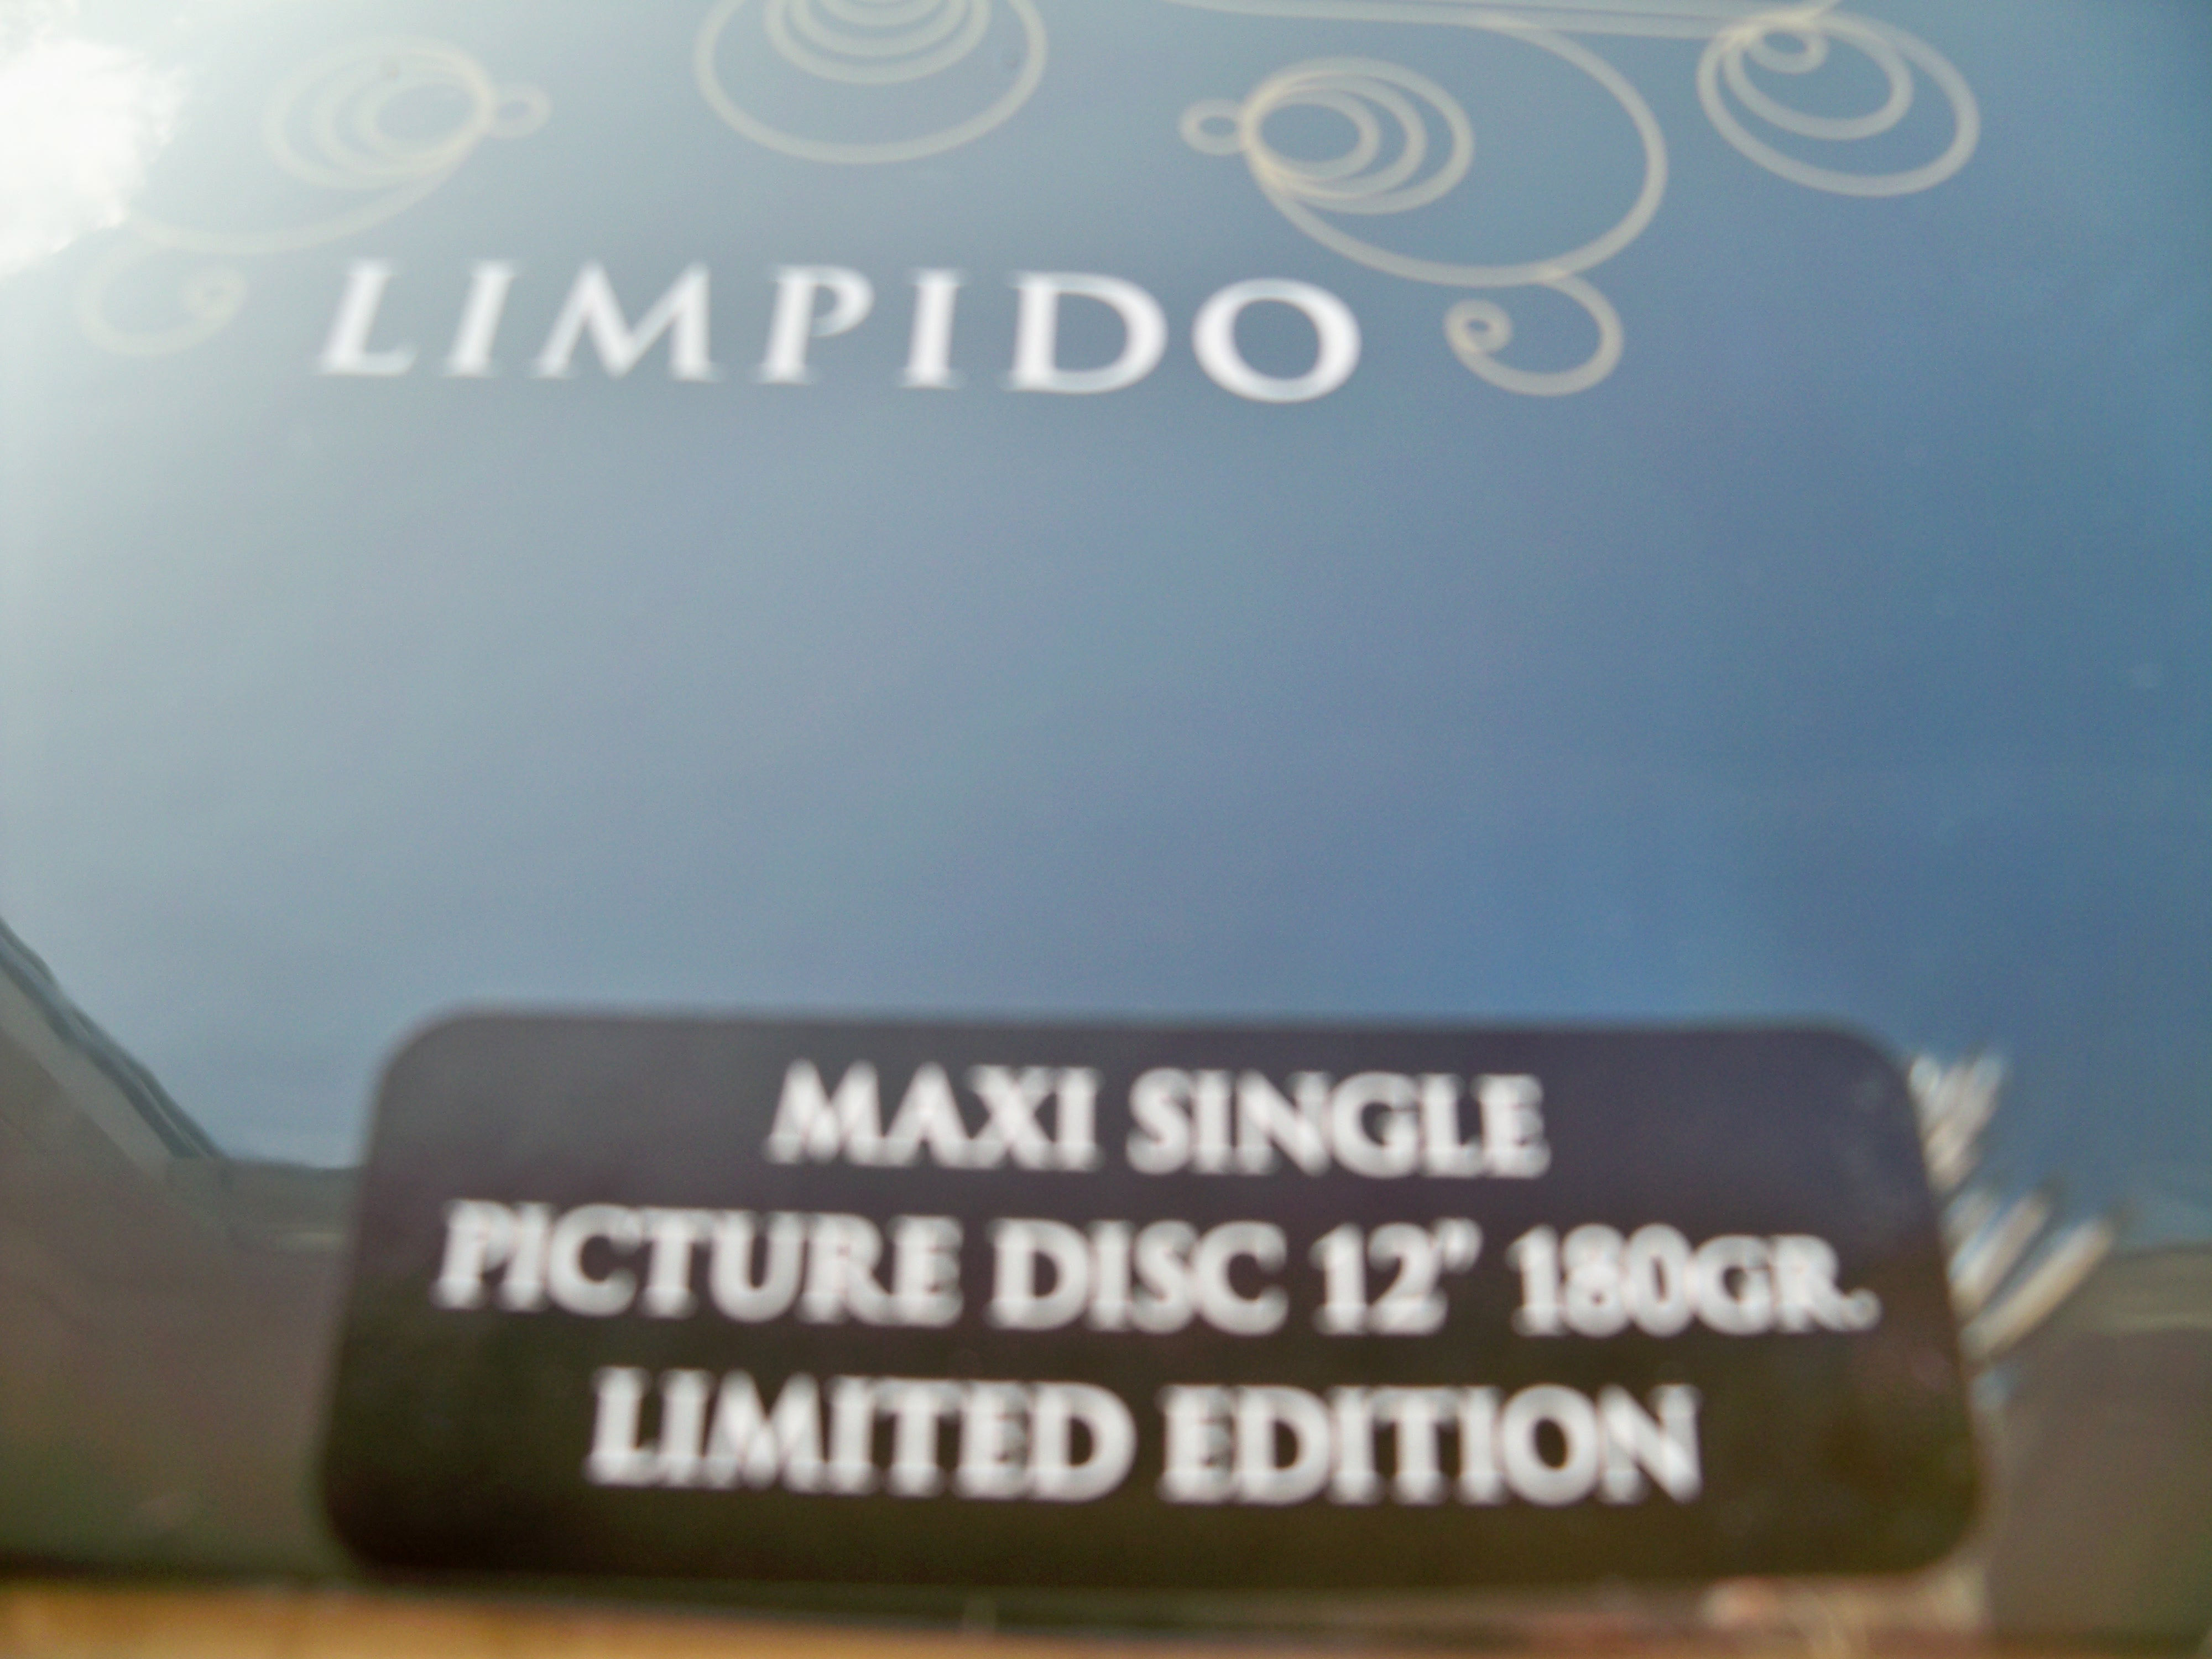 LIMPIDO
MAXI SINGLE
PICTURE DISC 12" 180GR.
LIMITED EDITION